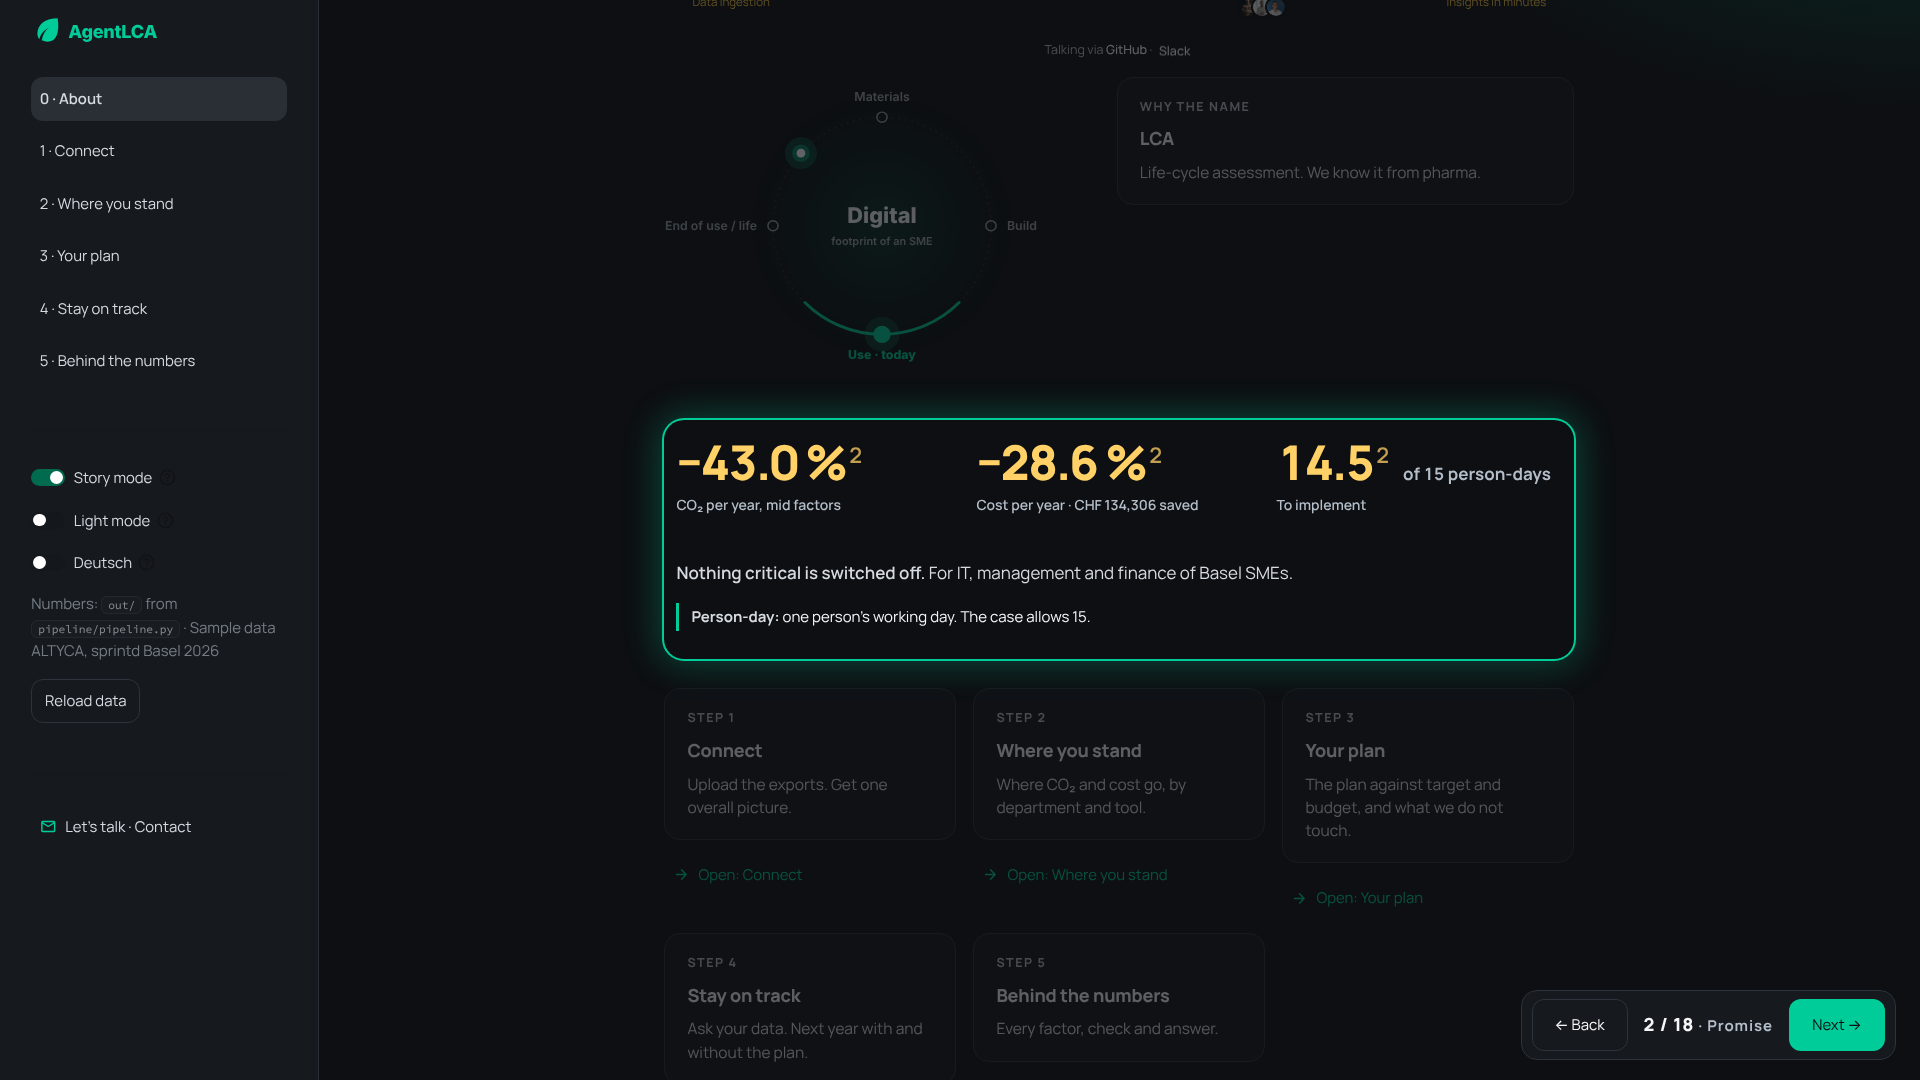 AgentLCA
0 · About
1 · Connect
2 · Where you stand
3 · Your plan
4 · Stay on track
5 · Behind the numbers
Story mode
Light mode
Deutsch
Numbers: out/ from
pipeline/pipeline.py · Sample data
ALTYCA, sprintd Basel 2026
Reload data
Let's talk · Contact
Data ingestion
Insights in minutes
Talking via GitHub · Slack
Materials
End of use / life
Digital
footprint of an SME
Build
Use · today
WHY THE NAME
LCA
Life-cycle assessment. We know it from pharma.
−43.0 %2
CO₂ per year, mid factors
−28.6 %2
Cost per year · CHF 134,306 saved
14.52 of 15 person-days
To implement
Nothing critical is switched off. For IT, management and finance of Basel SMEs.
Person-day: one person's working day. The case allows 15.
STEP 1
Connect
Upload the exports. Get one
overall picture.
→ Open: Connect
STEP 2
Where you stand
Where CO₂ and cost go, by
department and tool.
→ Open: Where you stand
STEP 3
Your plan
The plan against target and
budget, and what we do not
touch.
→ Open: Your plan
STEP 4
Stay on track
Ask your data. Next year with and
without the plan.
STEP 5
Behind the numbers
Every factor, check and answer.
← Back
2 / 18 · Promise
Next →